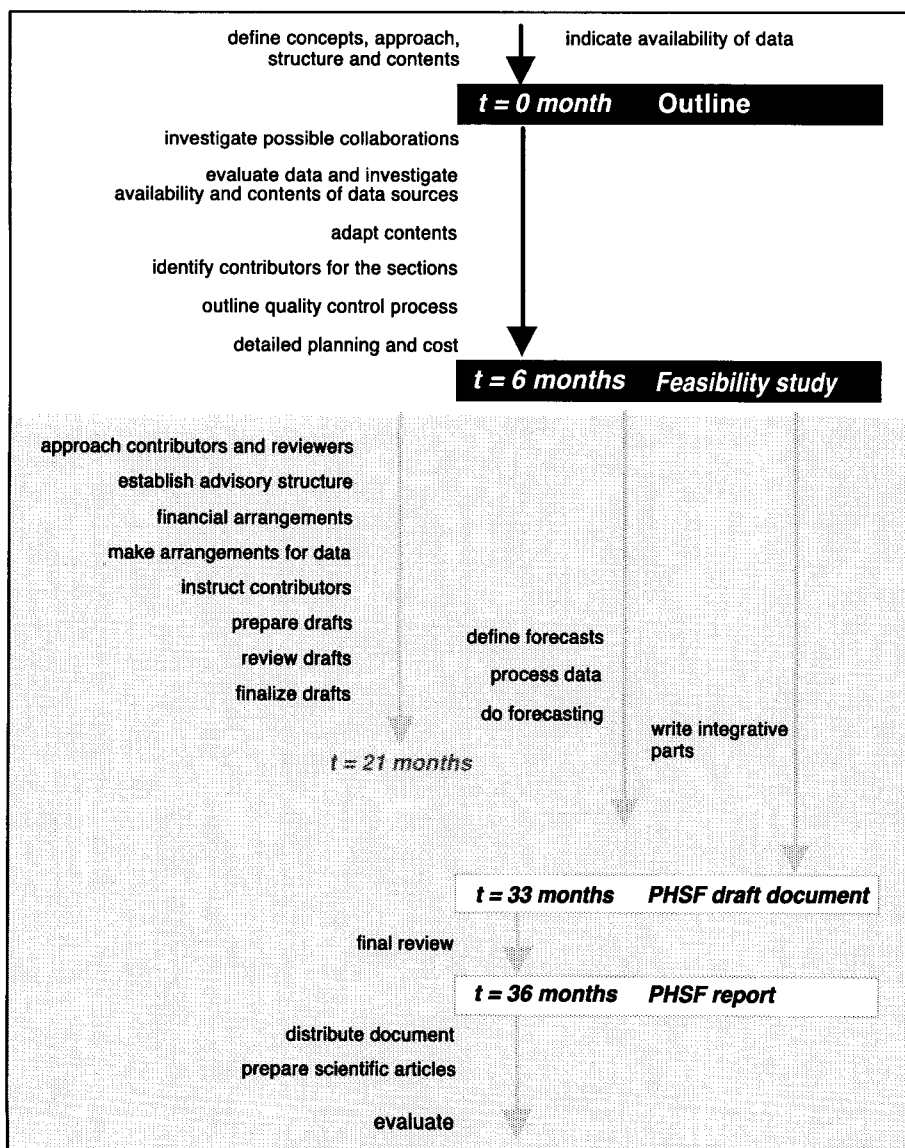 define concepts, approach,
structure and contents
indicate availability of data
t = 0 month Outline
investigate possible collaborations
evaluate data and investigate
availability and contents of data sources
adapt contents
identify contributors for the sections
outline quality control process
detailed planning and cost
t = 6 months Feasibility study
approach contributors and reviewers
establish advisory structure
financial arrangements
make arrangements for data
instruct contributors
prepare drafts
review drafts
finalize drafts
t = 21 months
define forecasts
process data
do forecasting
write integrative
parts
t = 33 months PHSF draft document
final review
t = 36 months PHSF report
distribute document
prepare scientific articles
evaluate